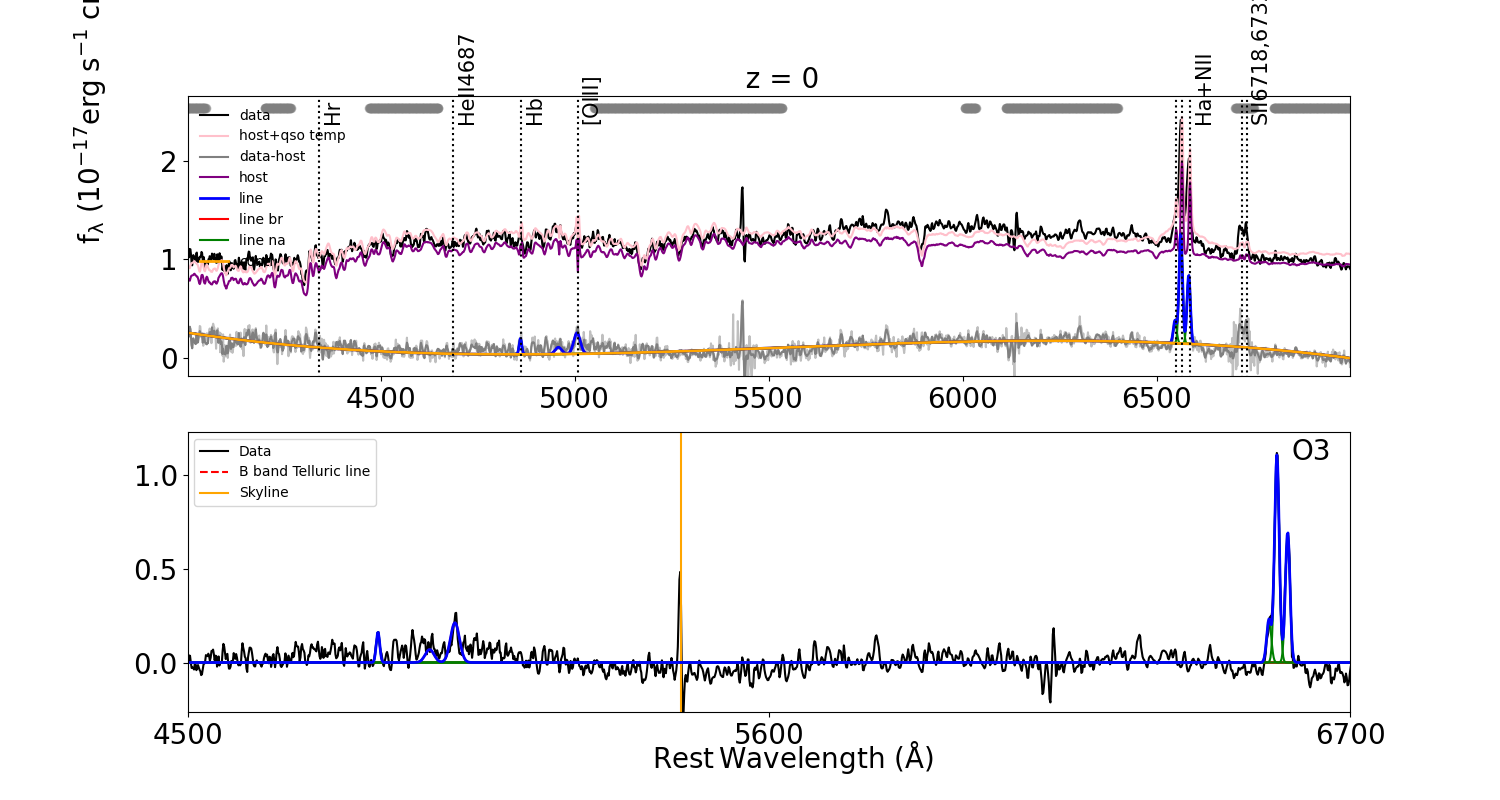 z = 0
f_λ (10^−17 erg s^−1
Hr
HeII4687
Hb
[OIII]
Ha+NII
SII6718,673
data
host+qso temp
data-host
host
line
line br
line na
2
1
0
4500
5000
5500
6000
6500
Data
B band Telluric line
Skyline
O3
1.0
0.5
0.0
4500
5600
6700
Rest Wavelength (Å)